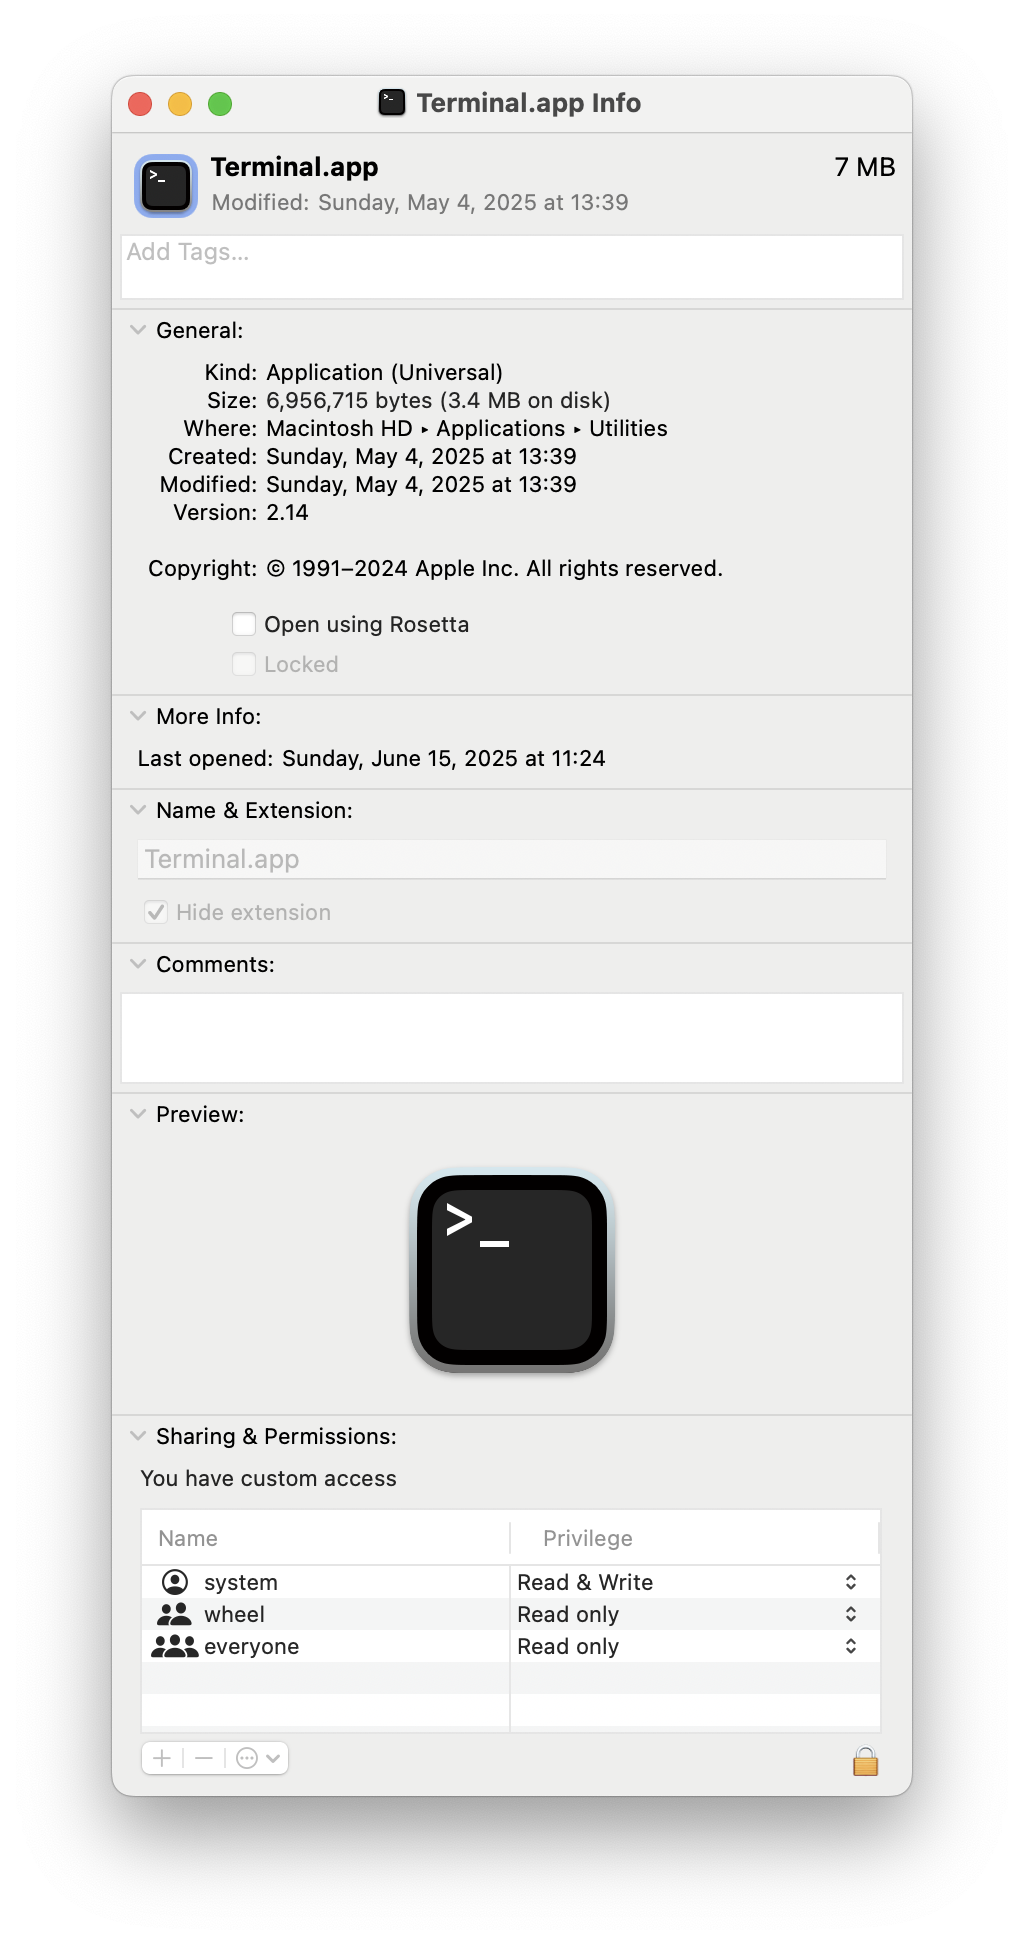 Terminal.app Info
Terminal.app 7 MB
Modified: Sunday, May 4, 2025 at 13:39
Add Tags...
General:
Kind: Application (Universal)
Size: 6,956,715 bytes (3.4 MB on disk)
Where: Macintosh HD ▸ Applications ▸ Utilities
Created: Sunday, May 4, 2025 at 13:39
Modified: Sunday, May 4, 2025 at 13:39
Version: 2.14
Copyright: © 1991–2024 Apple Inc. All rights reserved.
Open using Rosetta
Locked
More Info:
Last opened: Sunday, June 15, 2025 at 11:24
Name & Extension:
Terminal.app
Hide extension
Comments:
Preview:
>_
Sharing & Permissions:
You have custom access
Name Privilege
system Read & Write
wheel Read only
everyone Read only